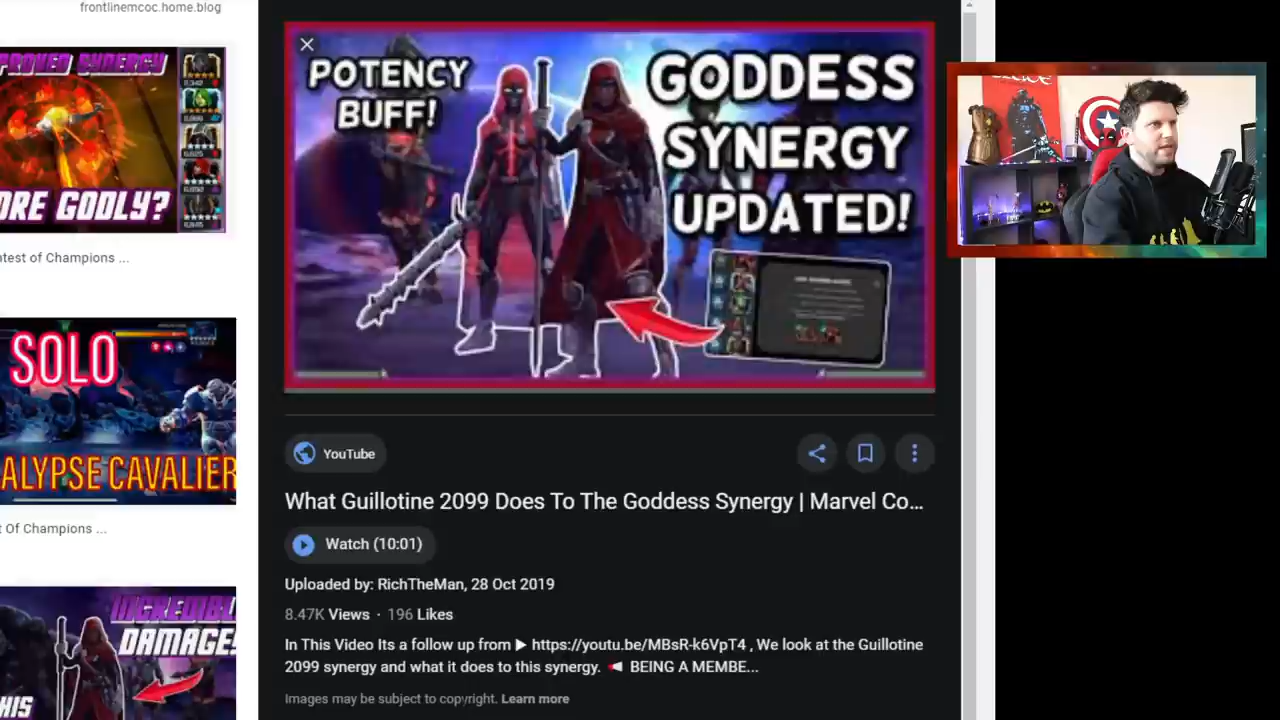 frontlinemcoc.home.blog
PROVED SYNERGY
ORE GODLY?
ntest of Champions ...
SOLO
ALYPSE CAVALIER
t Of Champions ...
INCREDIBL
DAMAGE!
HIS
POTENCY
BUFF!
GODDESS
SYNERGY
UPDATED!
YouTube
What Guillotine 2099 Does To The Goddess Synergy | Marvel Co...
Watch (10:01)
Uploaded by: RichTheMan, 28 Oct 2019
8.47K Views · 196 Likes
In This Video Its a follow up from ▶ https://youtu.be/MBsR-k6VpT4 , We look at the Guillotine
2099 synergy and what it does to this synergy. 📢 BEING A MEMBE...
Images may be subject to copyright. Learn more